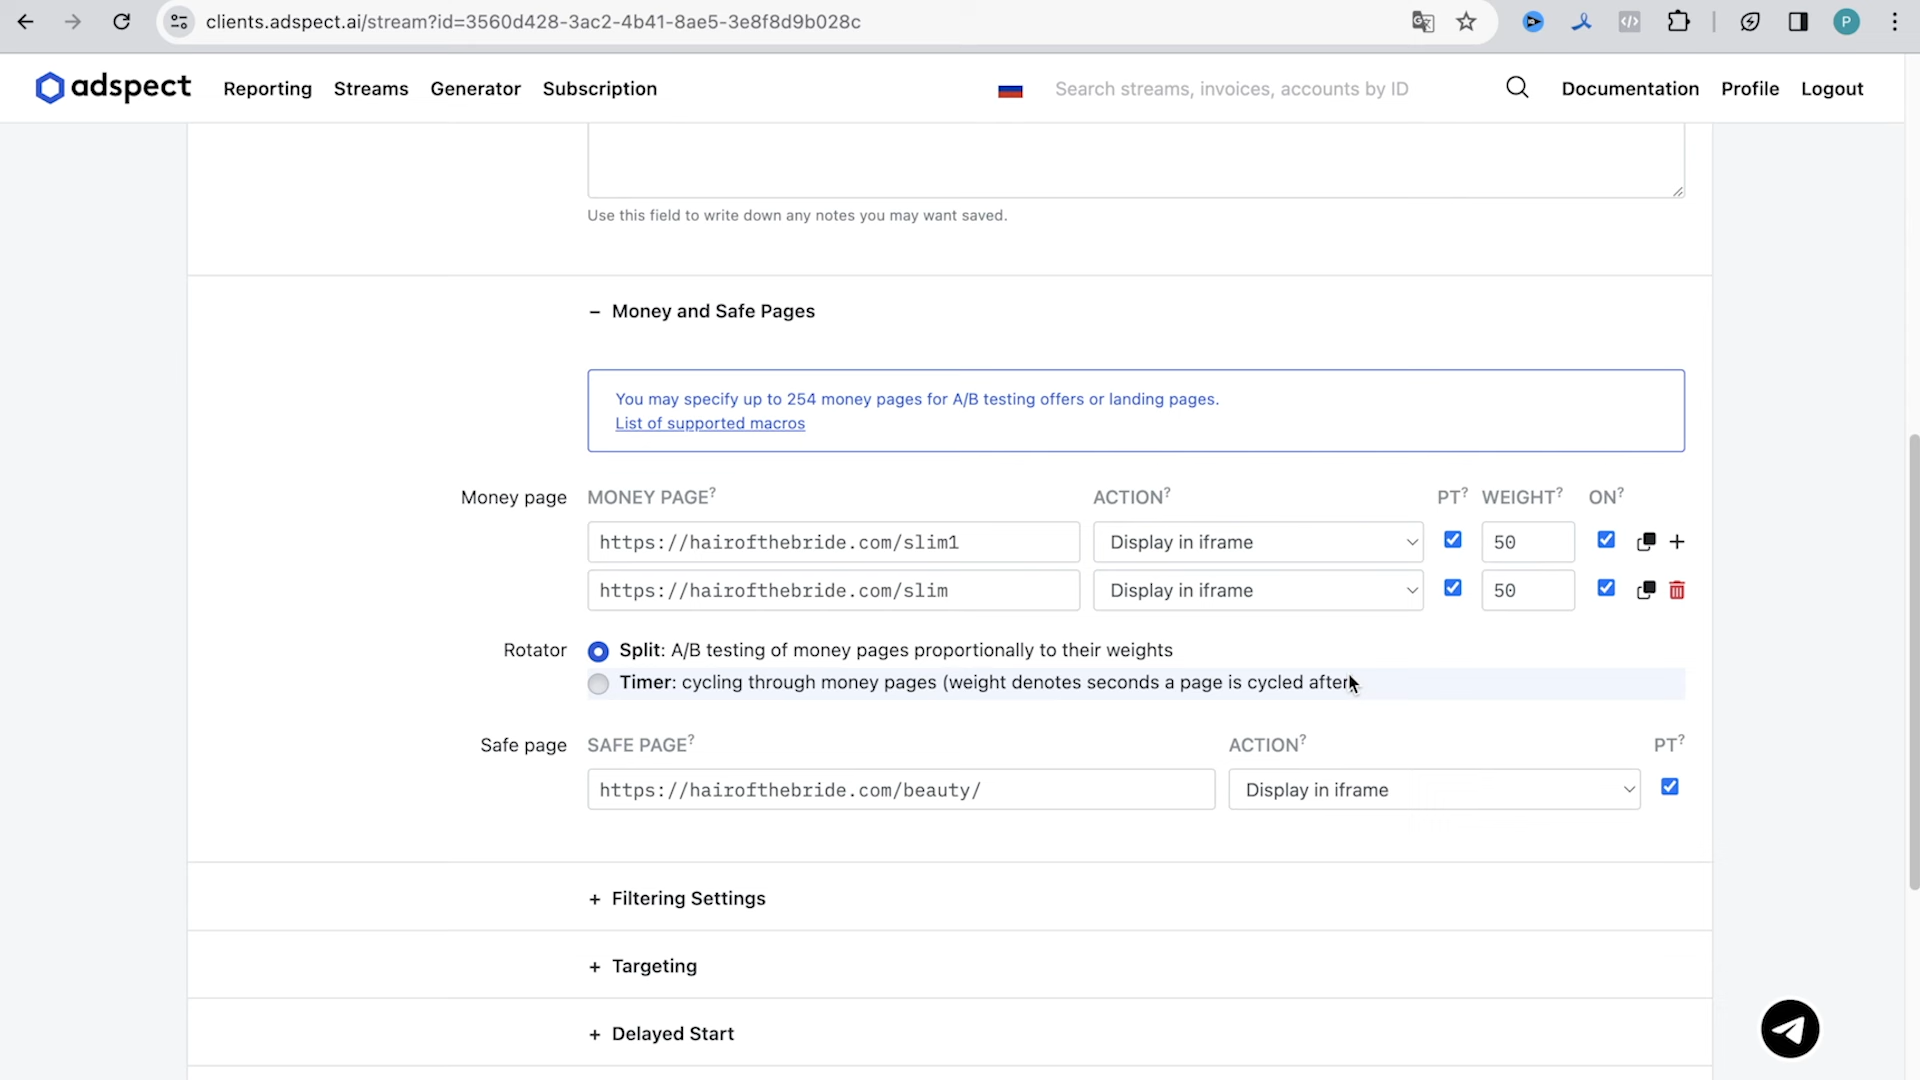 clients.adspect.ai/stream?id=3560d428-3ac2-4b41-8ae5-3e8f8d9b028c
P
adspect Reporting Streams Generator Subscription Search streams, invoices, accounts by ID Documentation Profile Logout
Use this field to write down any notes you may want saved.
– Money and Safe Pages
You may specify up to 254 money pages for A/B testing offers or landing pages.
List of supported macros
Money page MONEY PAGE? ACTION? PT? WEIGHT? ON?
https://hairofthebride.com/slim1 Display in iframe 50 +
https://hairofthebride.com/slim Display in iframe 50
Rotator Split: A/B testing of money pages proportionally to their weights
Timer: cycling through money pages (weight denotes seconds a page is cycled after
Safe page SAFE PAGE? ACTION? PT?
https://hairofthebride.com/beauty/ Display in iframe
+ Filtering Settings
+ Targeting
+ Delayed Start